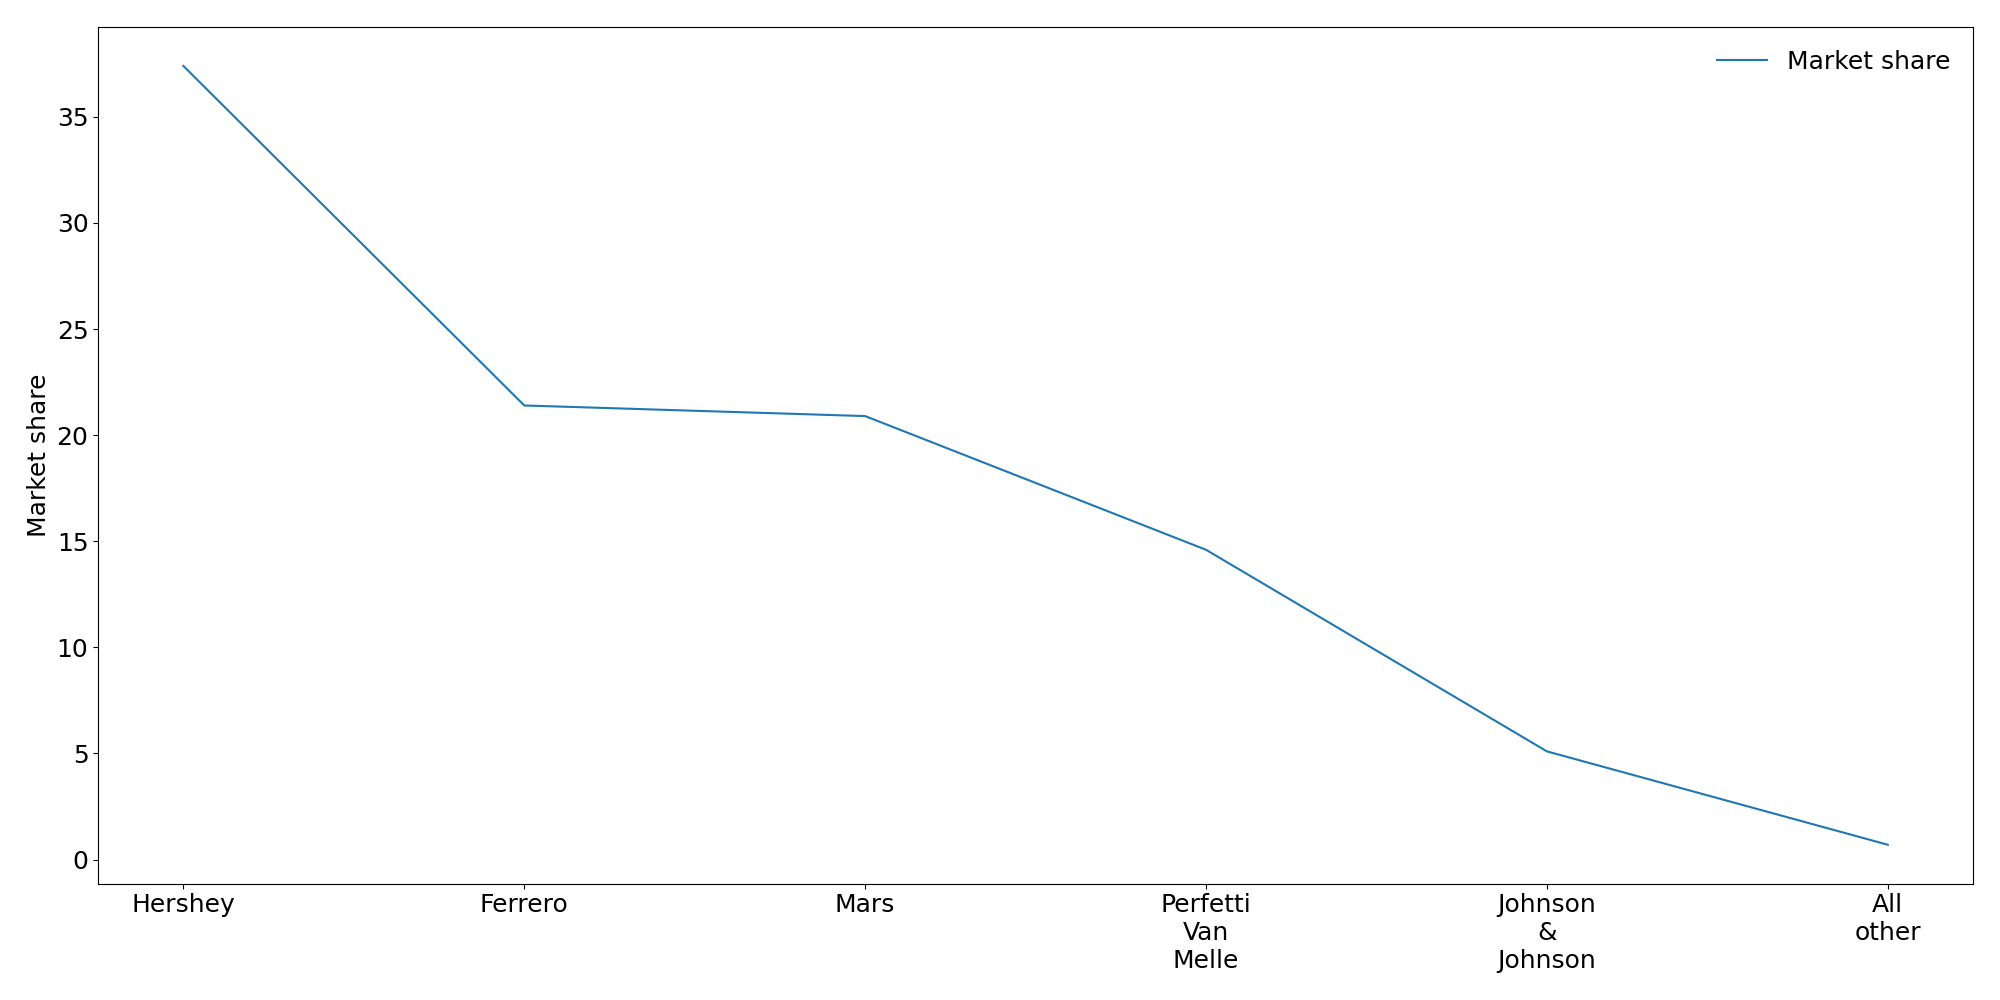 Market share
35
30
25
20
15
10
5
0
Market share
Hershey
Ferrero
Mars
Perfetti
Van
Melle
Johnson
&
Johnson
All
other